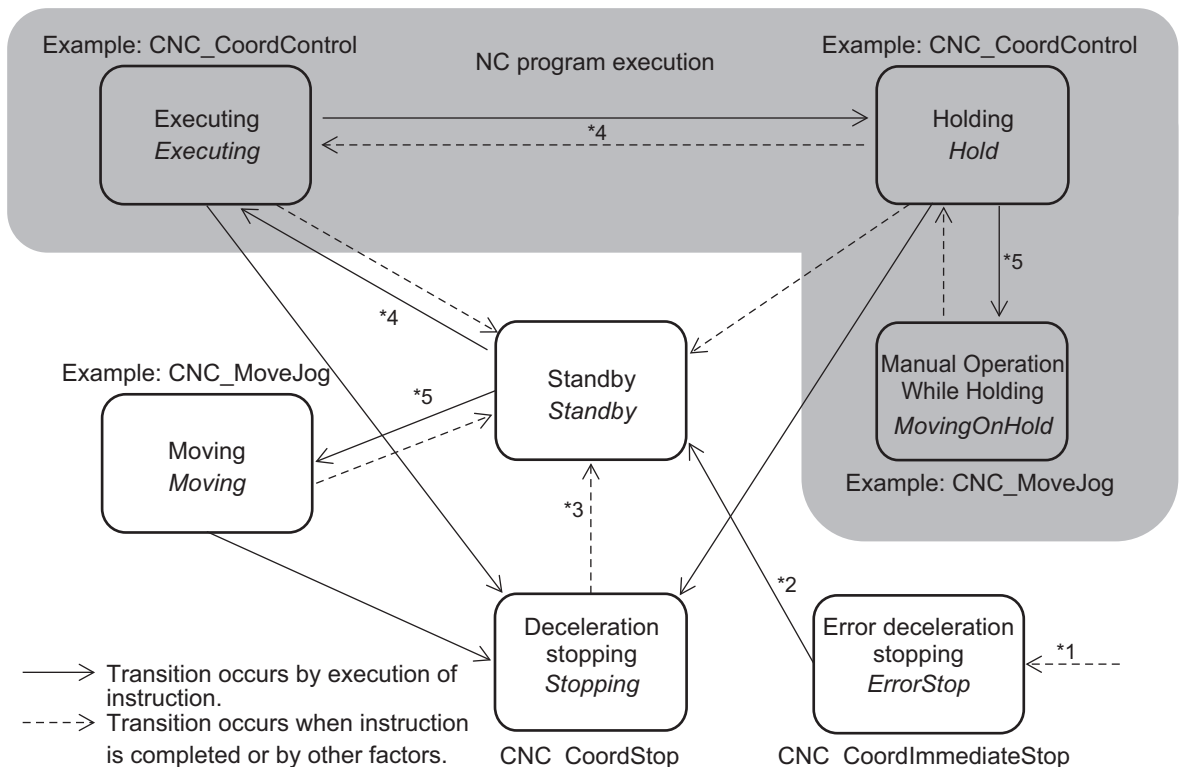 Example: CNC_CoordControl
Example: CNC_CoordControl
NC program execution
Executing
Executing
Holding
Hold
*4
*5
*4
Example: CNC_MoveJog
Standby
Standby
Manual Operation
While Holding
MovingOnHold
*5
Moving
Moving
Example: CNC_MoveJog
*3
*2
Deceleration
stopping
Stopping
Error deceleration
stopping
ErrorStop
*1
Transition occurs by execution of
instruction.
Transition occurs when instruction
is completed or by other factors.
CNC_CoordStop
CNC_CoordImmediateStop